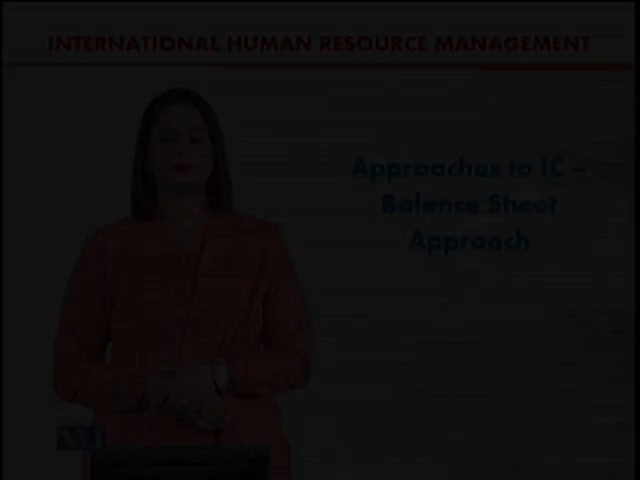 INTERNATIONAL HUMAN RESOURCE MANAGEMENT
Approaches to IC –
Balance Sheet
Approach